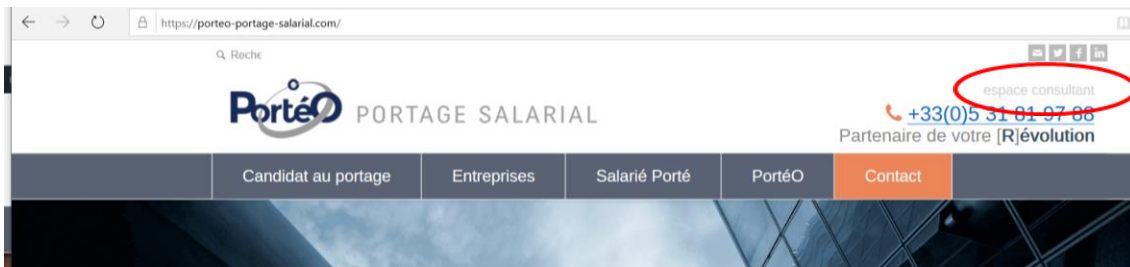 https://porteo-portage-salarial.com/
Reche
espace consultant
PortéO PORTAGE SALARIAL
+33(0)5 31 81 97 88
Partenaire de votre [R]évolution
Candidat au portage Entreprises Salarié Porté PortéO Contact